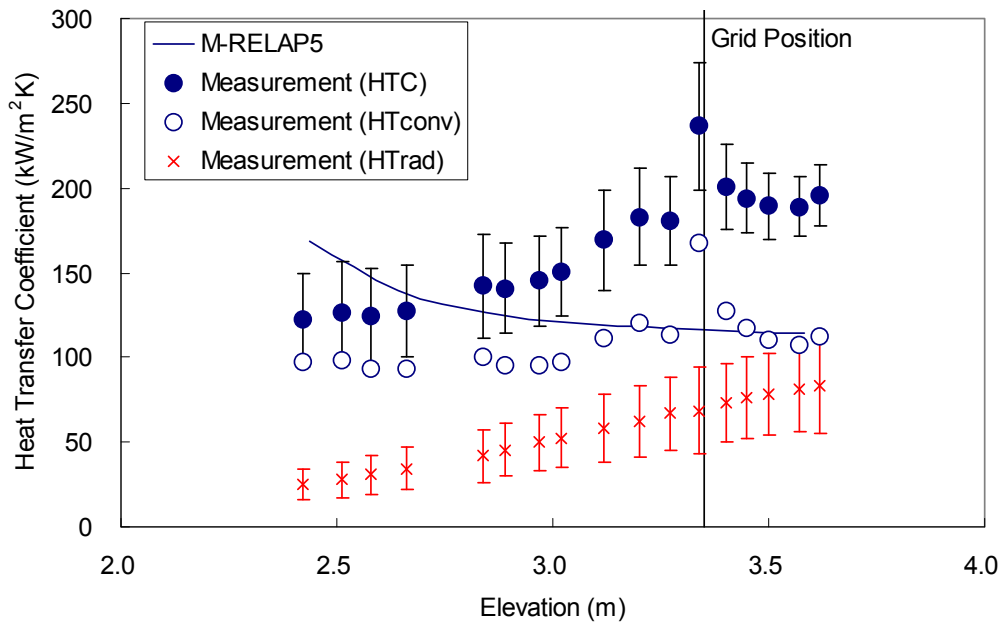 300
250
200
150
100
50
0
Heat Transfer Coefficient (kW/m²K)
M-RELAP5
Measurement (HTC)
Measurement (HTconv)
Measurement (HTrad)
Grid Position
2.0 2.5 3.0 3.5 4.0
Elevation (m)